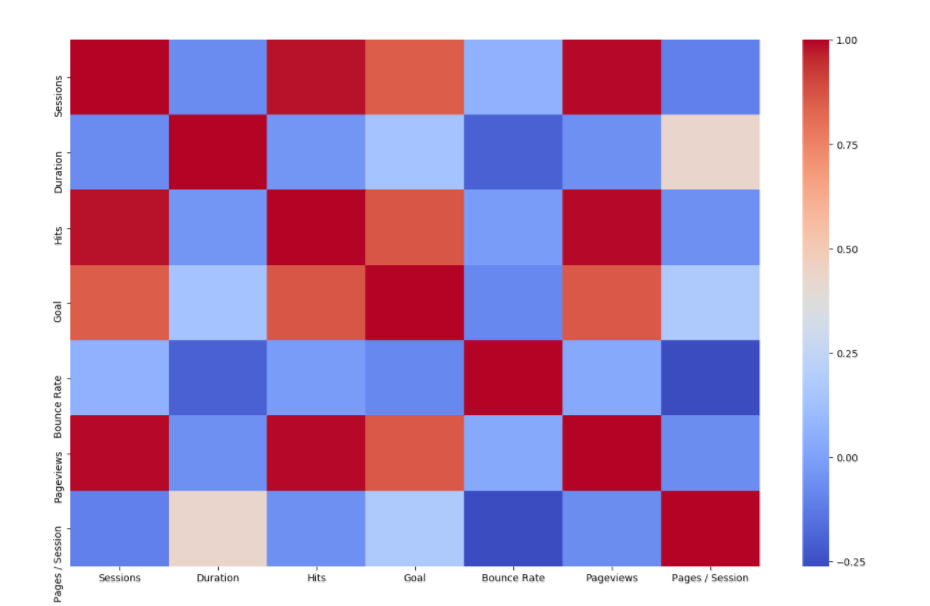 Sessions
Duration
Hits
Goal
Bounce Rate
Pageviews
Pages / Session
Sessions Duration Hits Goal Bounce Rate Pageviews Pages / Session
1.00
0.75
0.50
0.25
0.00
−0.25